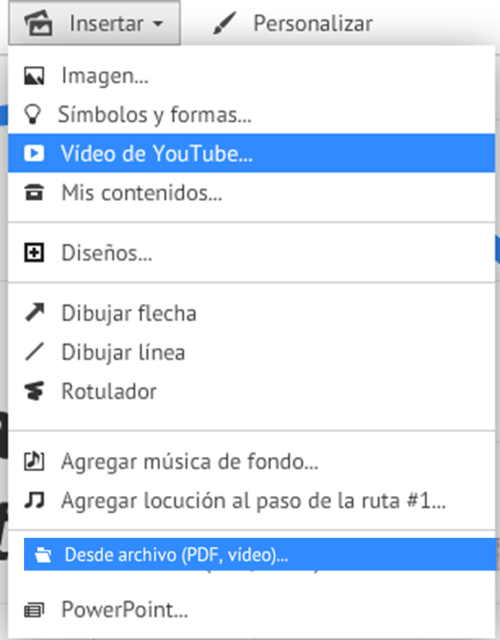 Insertar
Personalizar
Imagen...
Símbolos y formas...
Vídeo de YouTube...
Mis contenidos...
Diseños...
Dibujar flecha
Dibujar línea
Rotulador
Agregar música de fondo...
Agregar locución al paso de la ruta #1...
Desde archivo (PDF, vídeo)...
PowerPoint...